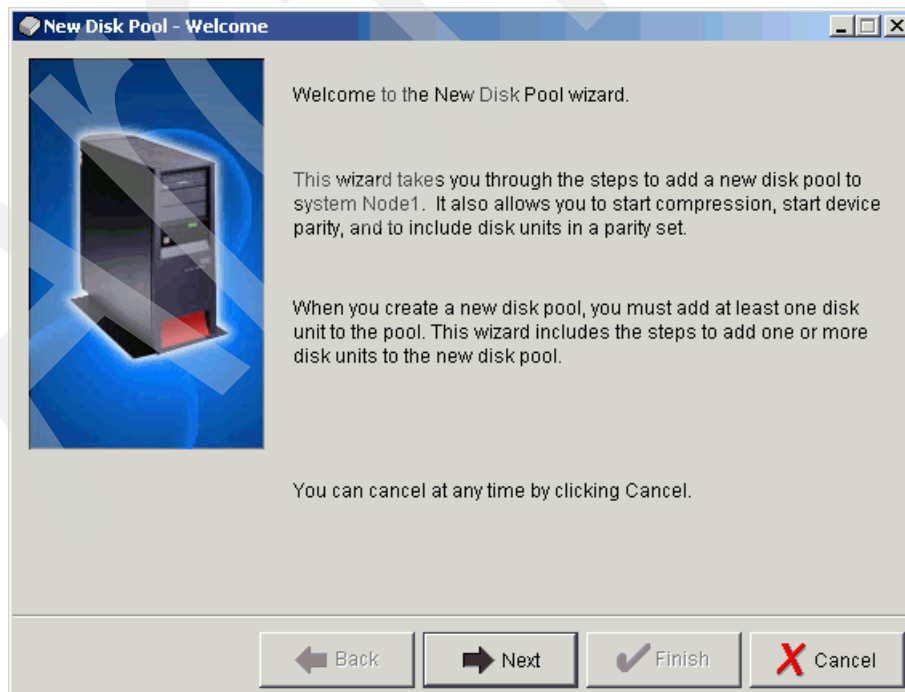 New Disk Pool - Welcome
Welcome to the New Disk Pool wizard.
This wizard takes you through the steps to add a new disk pool to
system Node1. It also allows you to start compression, start device
parity, and to include disk units in a parity set.
When you create a new disk pool, you must add at least one disk
unit to the pool. This wizard includes the steps to add one or more
disk units to the new disk pool.
You can cancel at any time by clicking Cancel.
Back
Next
Finish
Cancel